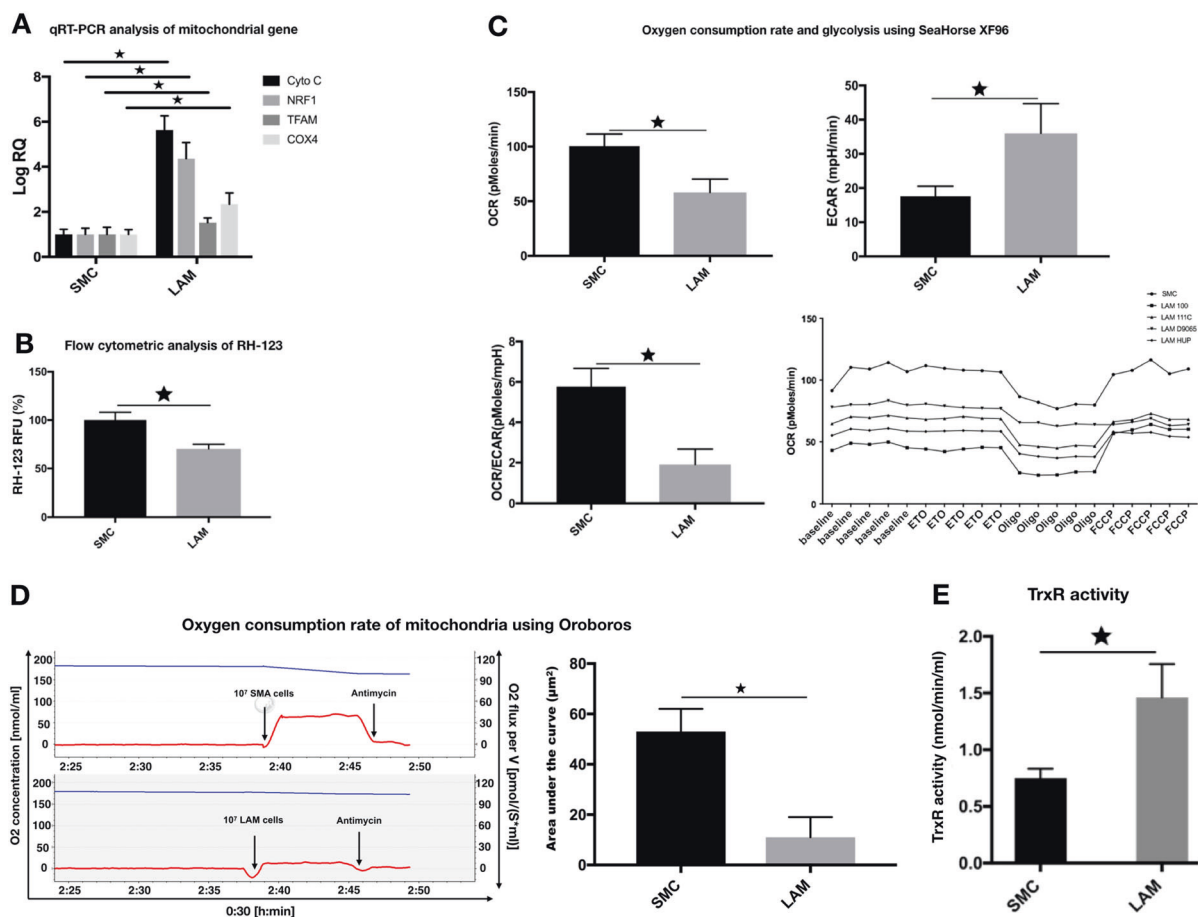 A
qRT-PCR analysis of mitochondrial gene
Log RQ
8
6
4
2
0
Cyto C
NRF1
TFAM
COX4
SMC
LAM
B
Flow cytometric analysis of RH-123
RH-123 RFU (%)
150
100
50
0
SMC
LAM
C
Oxygen consumption rate and glycolysis using SeaHorse XF96
OCR (pMoles/min)
150
100
50
0
SMC
LAM
ECAR (mpH/min)
50
40
30
20
10
0
SMC
LAM
OCR/ECAR(pMoles/mpH)
8
6
4
2
0
SMC
LAM
SMC
LAM 100
LAM 111C
LAM D9065
LAM HUP
OCR (pMoles/min)
150
100
50
0
baseline
baseline
baseline
baseline
baseline
ETO
ETO
ETO
ETO
ETO
Oligo
Oligo
Oligo
Oligo
Oligo
FCCP
FCCP
FCCP
FCCP
FCCP
D
Oxygen consumption rate of mitochondria using Oroboros
O2 concentration [nmol/ml]
O2 flux per V [pmol/(S*ml)]
200
150
100
50
0
120
90
60
30
0
10⁷ SMA cells
Antimycin
2:25
2:30
2:35
2:40
2:45
2:50
200
150
100
50
0
120
90
60
30
0
10⁷ LAM cells
Antimycin
2:25
2:30
2:35
2:40
2:45
2:50
0:30 [h:min]
Area under the curve (µm²)
80
60
40
20
0
SMC
LAM
E
TrxR activity
TrxR activity (nmol/min/ml)
2.0
1.5
1.0
0.5
0.0
SMC
LAM